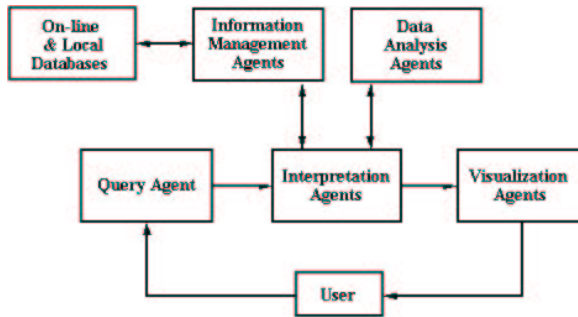 On-line
& Local
Databases
Information
Management
Agents
Data
Analysis
Agents
Query Agent
Interpretation
Agents
Visualization
Agents
User